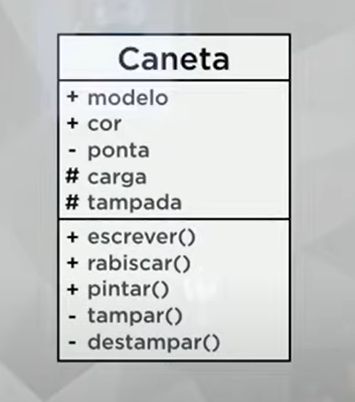 Caneta
+ modelo
+ cor
- ponta
# carga
# tampada
+ escrever()
+ rabiscar()
+ pintar()
- tampar()
- destampar()